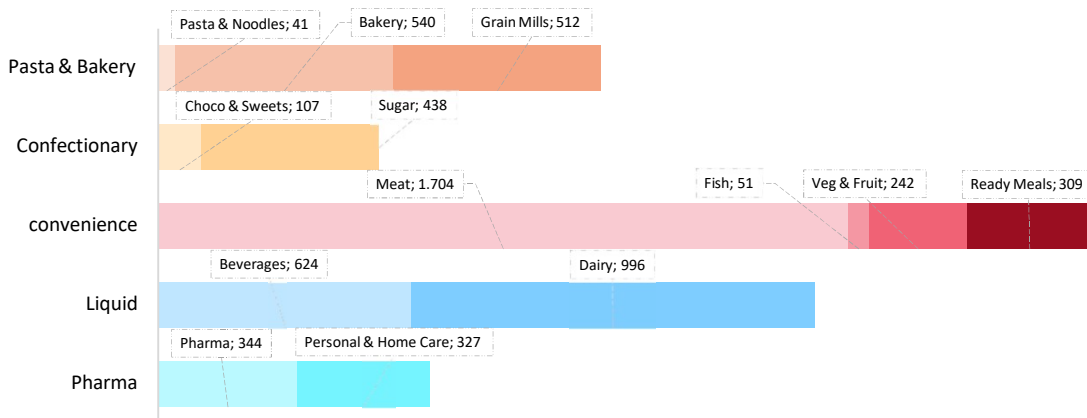 Pasta & Noodles; 41
Bakery; 540
Grain Mills; 512
Pasta & Bakery
Choco & Sweets; 107
Sugar; 438
Confectionary
Meat; 1.704
Fish; 51
Veg & Fruit; 242
Ready Meals; 309
convenience
Beverages; 624
Dairy; 996
Liquid
Pharma; 344
Personal & Home Care; 327
Pharma